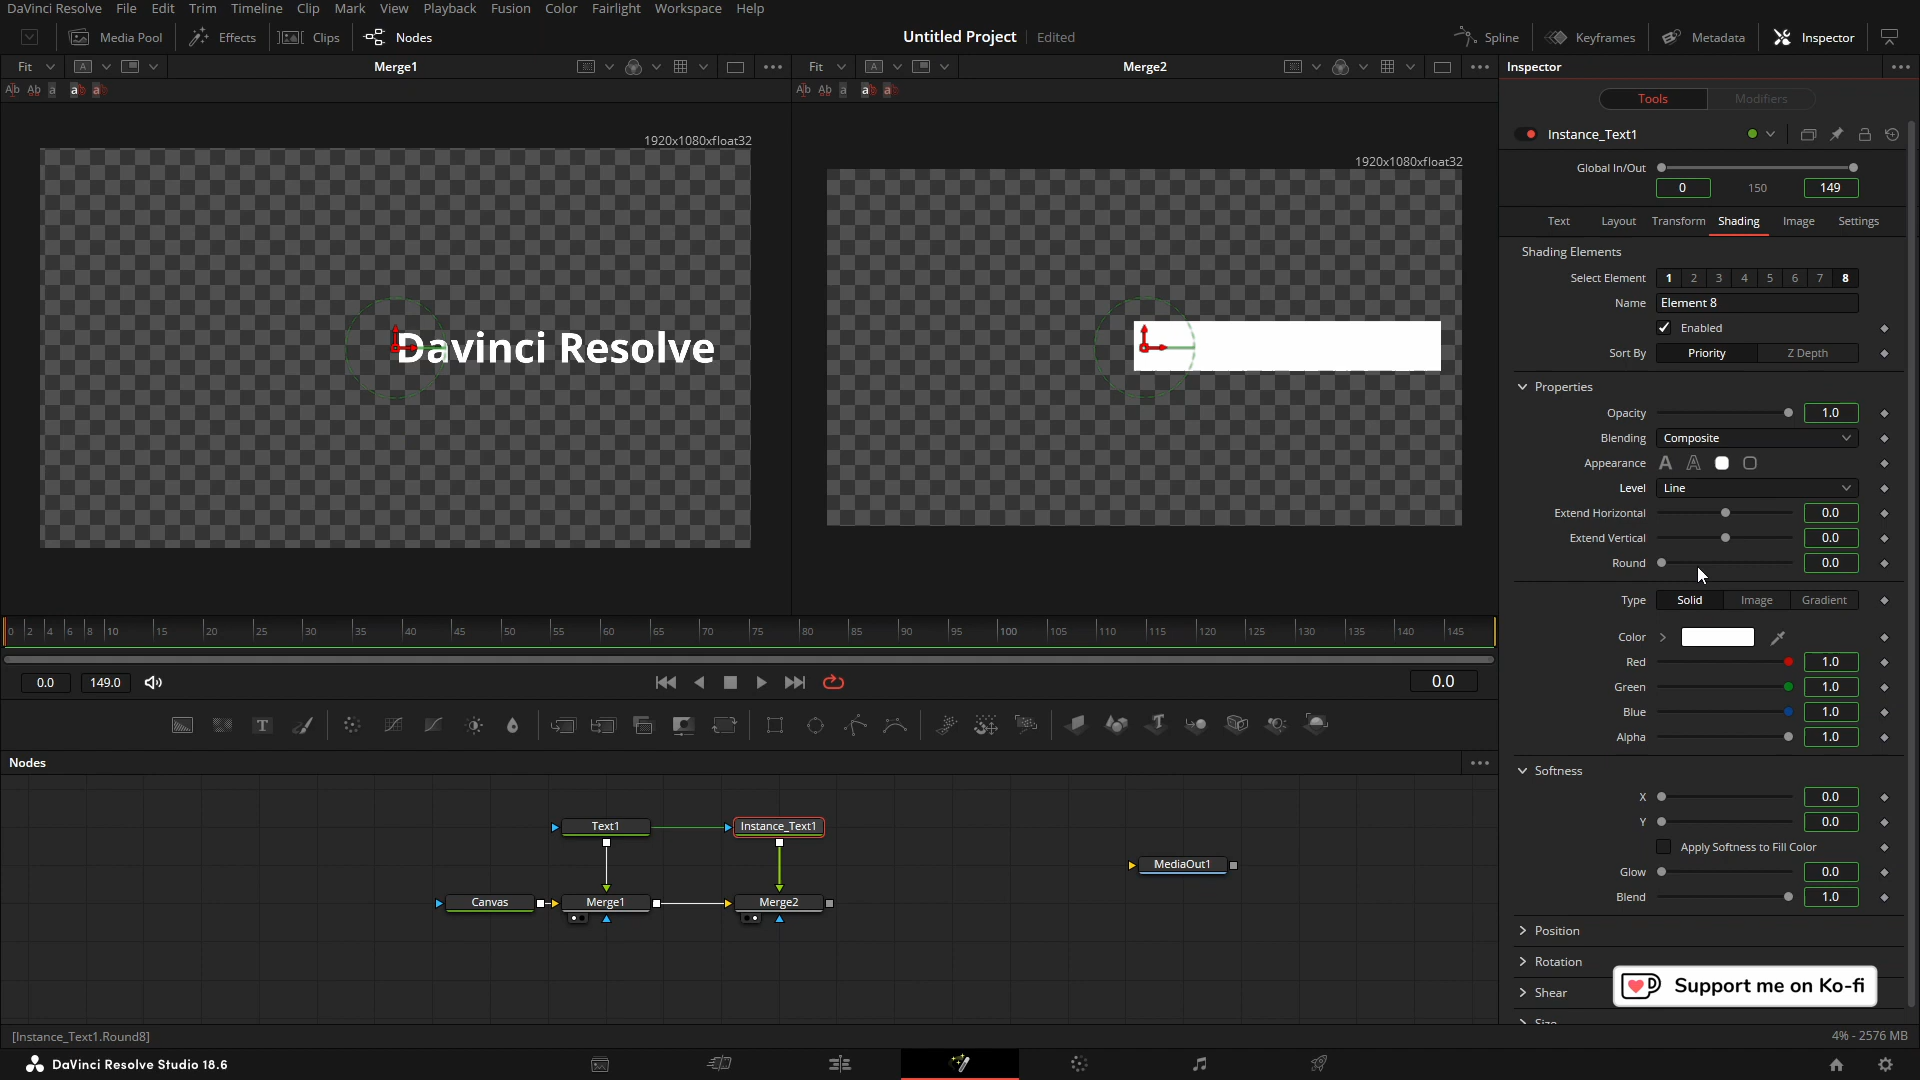 DaVinci Resolve File Edit Trim Timeline Clip Mark View Playback Fusion Color Fairlight Workspace Help
Media Pool Effects Clips Nodes Untitled Project Edited Spline Keyframes Metadata Inspector
Fit Merge1 Fit Merge2 Inspector
Tools Modifiers
Instance_Text1
1920x1080xfloat32
1920x1080xfloat32
Global In/Out
0 150 149
Text Layout Transform Shading Image Settings
Shading Elements
Select Element 1 2 3 4 5 6 7 8
Name Element 8
Enabled
Sort By Priority Z Depth
Davinci Resolve
Properties
Opacity 1.0
Blending Composite
Appearance
Level Line
Extend Horizontal 0.0
Extend Vertical 0.0
Round 0.0
Type Solid Image Gradient
0 2 4 6 8 10 15 20 25 30 35 40 45 50 55 60 65 70 75 80 85 90 95 100 105 110 115 120 125 130 135 140 145
Color
Red 1.0
Green 1.0
Blue 1.0
Alpha 1.0
0.0 149.0 0.0
Nodes
Softness
X 0.0
Y 0.0
Apply Softness to Fill Color
Glow 0.0
Blend 1.0
Text1 Instance_Text1
MediaOut1
Canvas Merge1 Merge2
Position
Rotation
Shear
Size
Support me on Ko-fi
[Instance_Text1.Round8]
4% - 2576 MB
DaVinci Resolve Studio 18.6